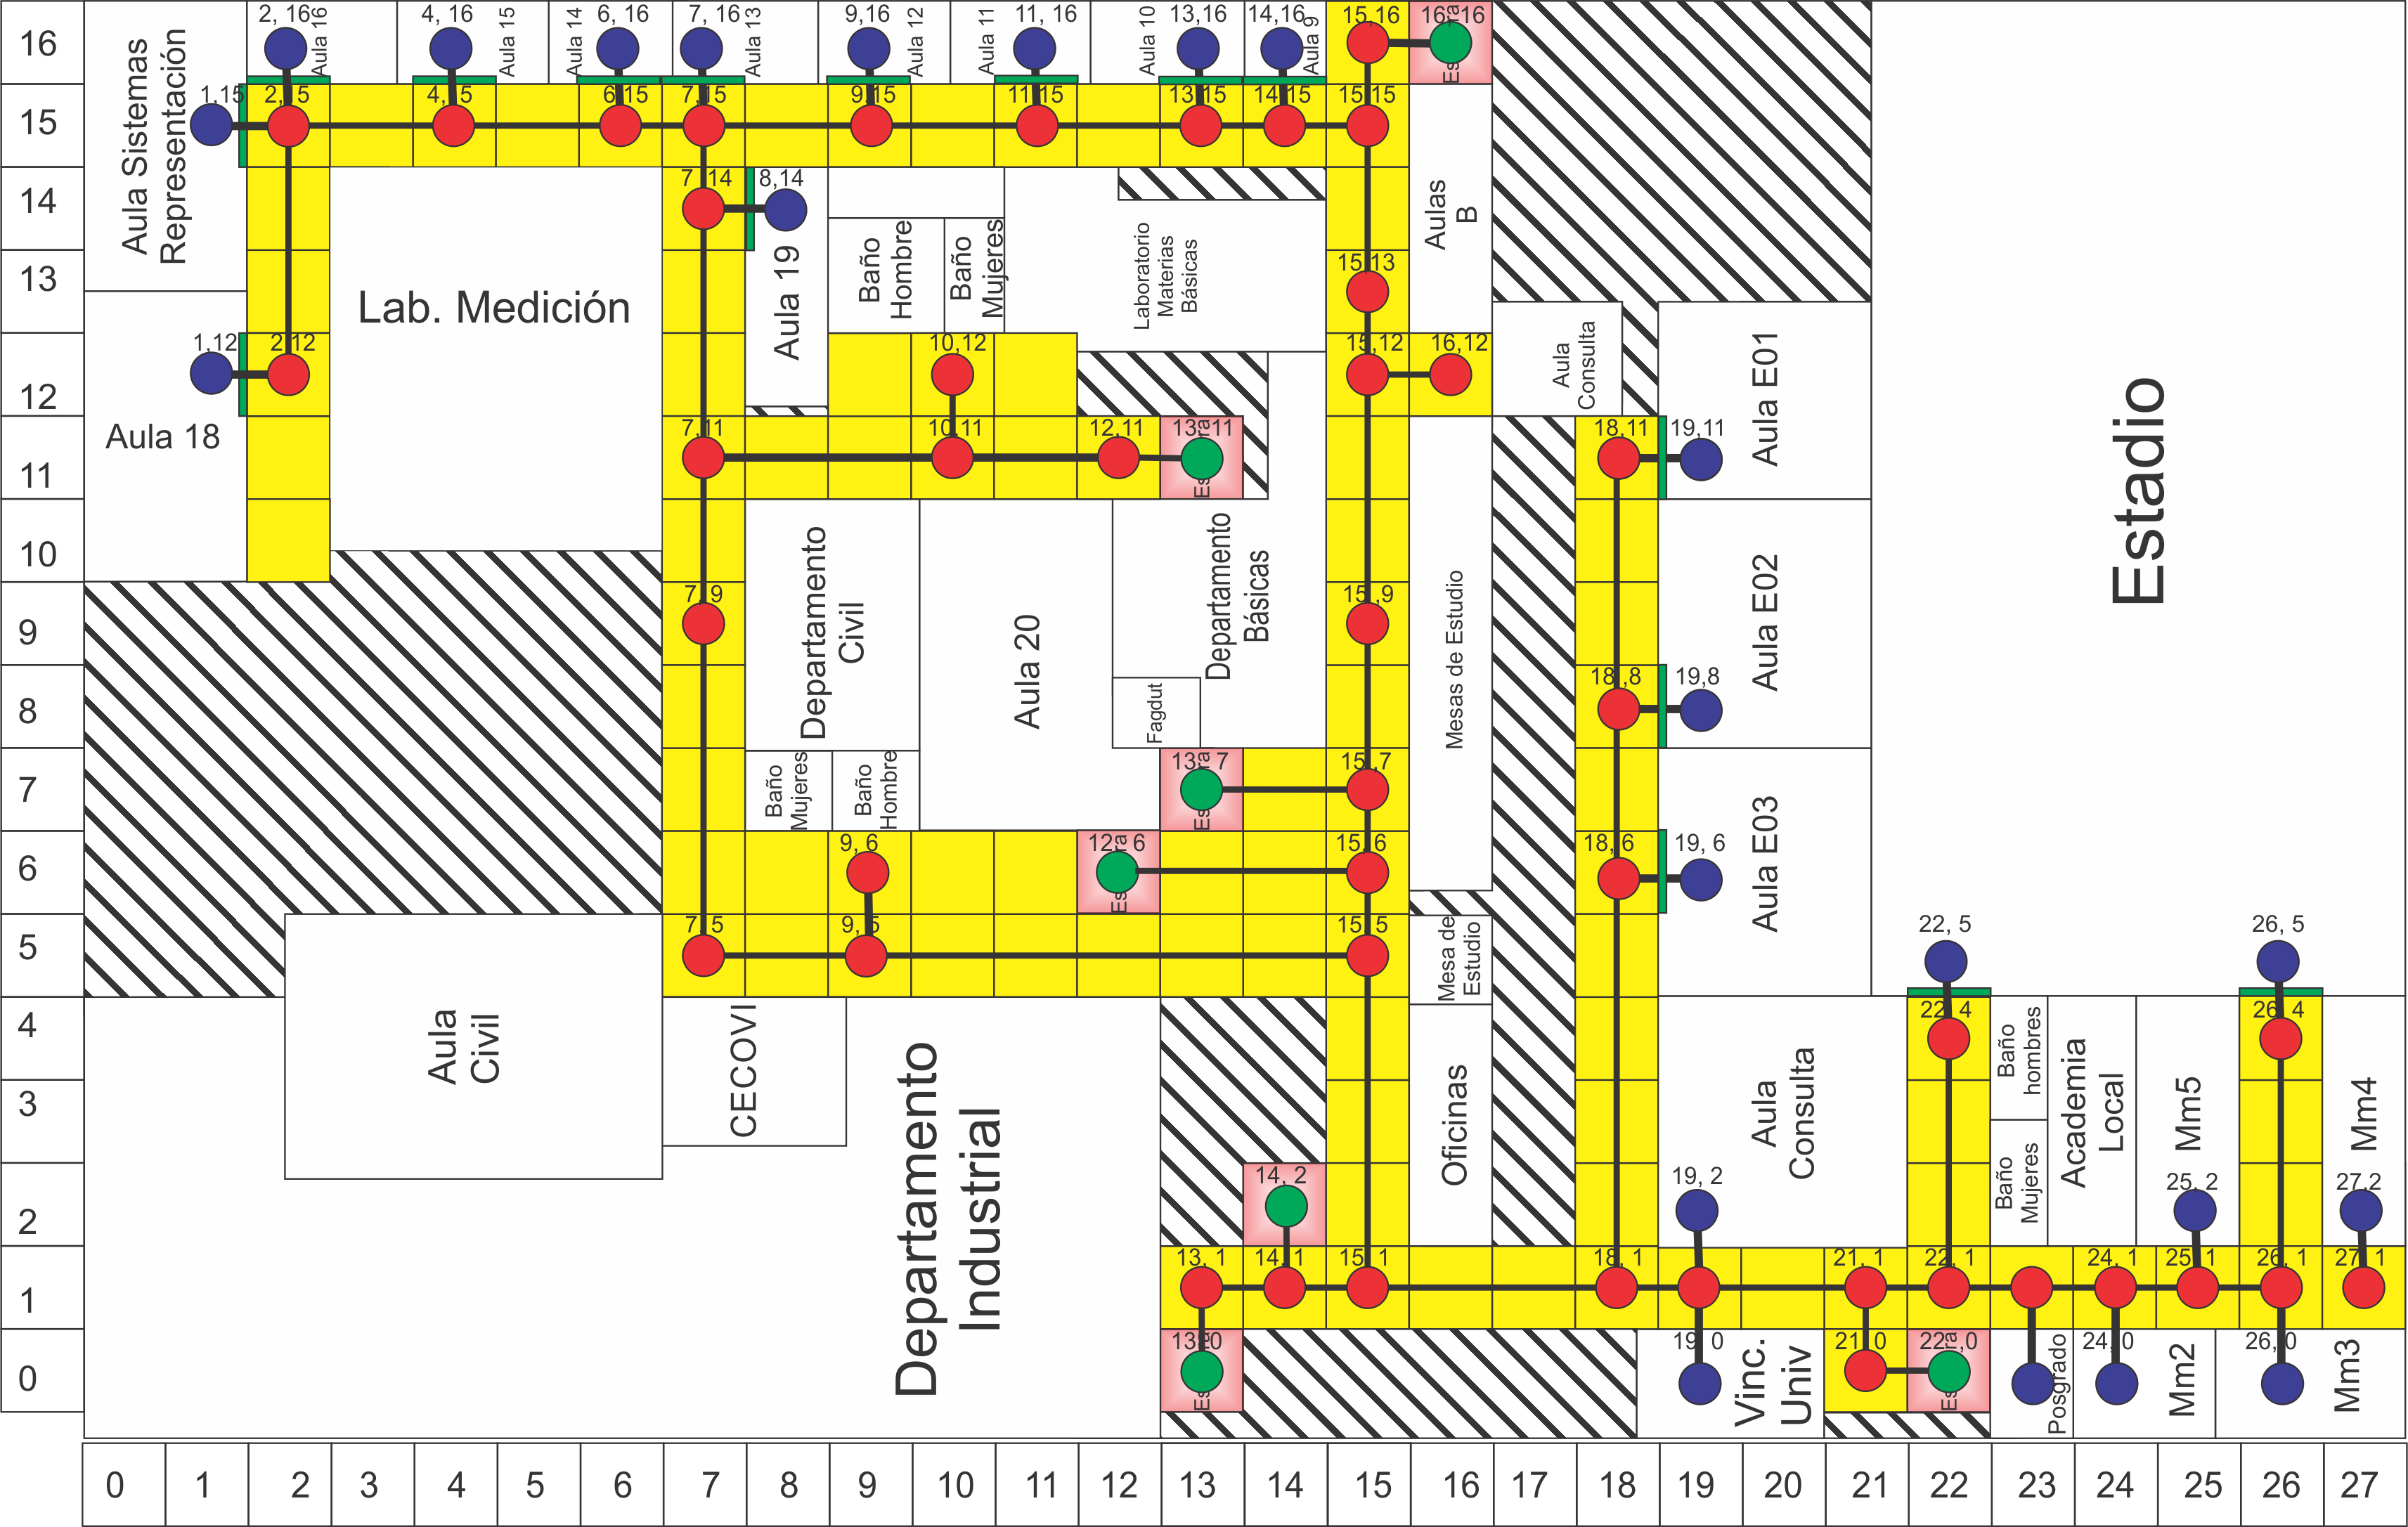 16
15
14
13
12
11
10
9
8
7
6
5
4
3
2
1
0
0 1 2 3 4 5 6 7 8 9 10 11 12 13 14 15 16 17 18 19 20 21 22 23 24 25 26 27
2, 16
Aula 16
4, 16
Aula 15
Aula 14
6, 16
7, 16
Aula 13
9,16
Aula 12
Aula 11
11, 16
Aula 10
13,16
14,16
Aula 9
15,16
16, 16
Aula Sistemas
Representación
1,15
2,15
4,15
6,15
7,15
9,15
11,15
13,15
14,15
15,15
7,14
8,14
Aula 19
Baño
Hombre
Baño
Mujeres
Laboratorio
Materias
Básicas
Aulas
B
15,13
Lab. Medición
1,12
2,12
Aula 18
10,12
15,12
16,12
Aula
Consulta
Aula E01
Estadio
7,11
10,11
12,11
13, 11
18,11
19,11
Departamento
Civil
Aula 20
Departamento
Básicas
Fagdut
Mesas de Estudio
Aula E02
7,9
15,9
18,8
19,8
Baño
Mujeres
Baño
Hombre
13, 7
15,7
Aula E03
9, 6
12, 6
15,6
18, 6
19, 6
7, 5
9, 5
15, 5
Mesa de
Estudio
22, 5
26, 5
Aula
Civil
CECOVI
Departamento
Industrial
Oficinas
Aula
Consulta
22, 4
Baño
hombres
Baño
Mujeres
Academia
Local
Mm5
26, 4
Mm4
14, 2
19, 2
25, 2
27,2
13, 1
14,1
15, 1
18, 1
21, 1
22, 1
24, 1
25, 1
26, 1
27, 1
13,0
19, 0
Vinc.
Univ
21, 0
22, 0
Posgrado
24, 0
Mm2
26, 0
Mm3